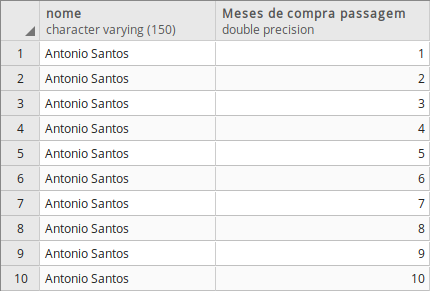 nome Meses de compra passagem
character varying (150) double precision
1 Antonio Santos 1
2 Antonio Santos 2
3 Antonio Santos 3
4 Antonio Santos 4
5 Antonio Santos 5
6 Antonio Santos 6
7 Antonio Santos 7
8 Antonio Santos 8
9 Antonio Santos 9
10 Antonio Santos 10